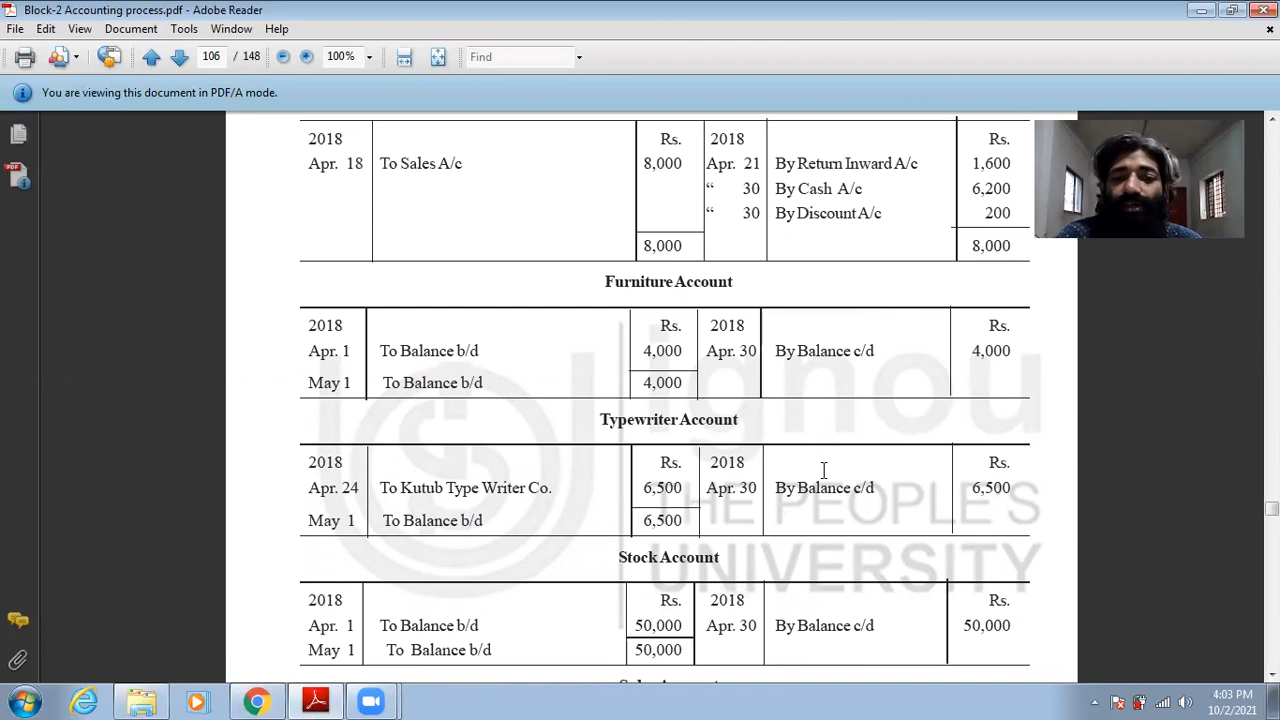 Block-2 Accounting process.pdf - Adobe Reader
File Edit View Document Tools Window Help
106 / 148 100% Find
You are viewing this document in PDF/A mode.
2018 Rs. 2018 Rs.
Apr. 18 To Sales A/c 8,000 Apr. 21 By Return Inward A/c 1,600
“ 30 By Cash A/c 6,200
“ 30 By Discount A/c 200
8,000 8,000
Furniture Account
2018 Rs. 2018 Rs.
Apr. 1 To Balance b/d 4,000 Apr. 30 By Balance c/d 4,000
May 1 To Balance b/d 4,000
Typewriter Account
2018 Rs. 2018 Rs.
Apr. 24 To Kutub Type Writer Co. 6,500 Apr. 30 By Balance c/d 6,500
May 1 To Balance b/d 6,500
Stock Account
2018 Rs. 2018 Rs.
Apr. 1 To Balance b/d 50,000 Apr. 30 By Balance c/d 50,000
May 1 To Balance b/d 50,000
ignou
THE PEOPLE'S
UNIVERSITY
4:03 PM
10/2/2021